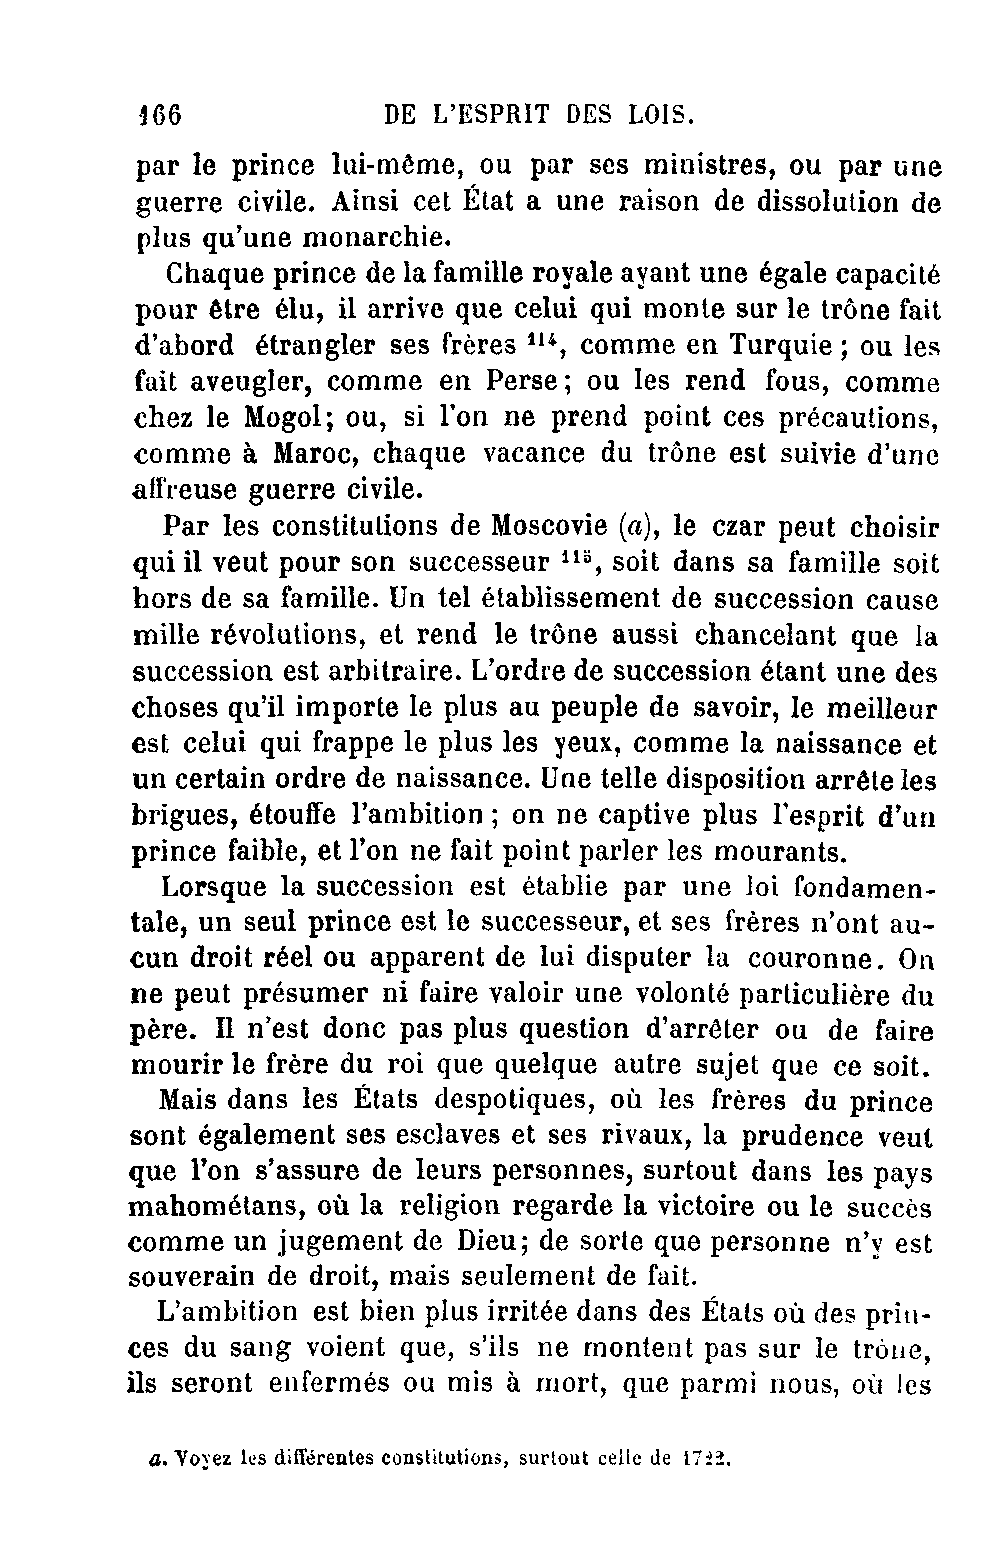 166 DE L'ESPRIT DES LOIS.
par le prince lui-même, ou par ses ministres, ou par une
guerre civile. Ainsi cet État a une raison de dissolution de
plus qu'une monarchie.
Chaque prince de la famille royale ayant une égale capacité
pour être élu, il arrive que celui qui monte sur le trône fait
d'abord étrangler ses frères ¹¹⁴, comme en Turquie ; ou les
fait aveugler, comme en Perse ; ou les rend fous, comme
chez le Mogol ; ou, si l'on ne prend point ces précautions,
comme à Maroc, chaque vacance du trône est suivie d'une
affreuse guerre civile.
Par les constitutions de Moscovie (a), le czar peut choisir
qui il veut pour son successeur ¹¹⁵, soit dans sa famille soit
hors de sa famille. Un tel établissement de succession cause
mille révolutions, et rend le trône aussi chancelant que la
succession est arbitraire. L'ordre de succession étant une des
choses qu'il importe le plus au peuple de savoir, le meilleur
est celui qui frappe le plus les yeux, comme la naissance et
un certain ordre de naissance. Une telle disposition arrête les
brigues, étouffe l'ambition ; on ne captive plus l'esprit d'un
prince faible, et l'on ne fait point parler les mourants.
Lorsque la succession est établie par une loi fondamen-
tale, un seul prince est le successeur, et ses frères n'ont au-
cun droit réel ou apparent de lui disputer la couronne. On
ne peut présumer ni faire valoir une volonté particulière du
père. Il n'est donc pas plus question d'arrêter ou de faire
mourir le frère du roi que quelque autre sujet que ce soit.
Mais dans les États despotiques, où les frères du prince
sont également ses esclaves et ses rivaux, la prudence veut
que l'on s'assure de leurs personnes, surtout dans les pays
mahométans, où la religion regarde la victoire ou le succès
comme un jugement de Dieu ; de sorte que personne n'y est
souverain de droit, mais seulement de fait.
L'ambition est bien plus irritée dans des États où des prin-
ces du sang voient que, s'ils ne montent pas sur le trône,
ils seront enfermés ou mis à mort, que parmi nous, où les
a. Voyez les différentes constitutions, surtout celle de 1722.